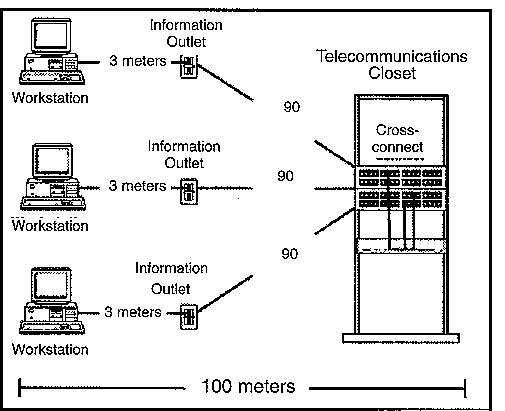 Information
Outlet
3 meters
Workstation
90
Telecommunications
Closet
Cross-
connect
Information
Outlet
3 meters
Workstation
90
Information
Outlet
3 meters
Workstation
90
100 meters